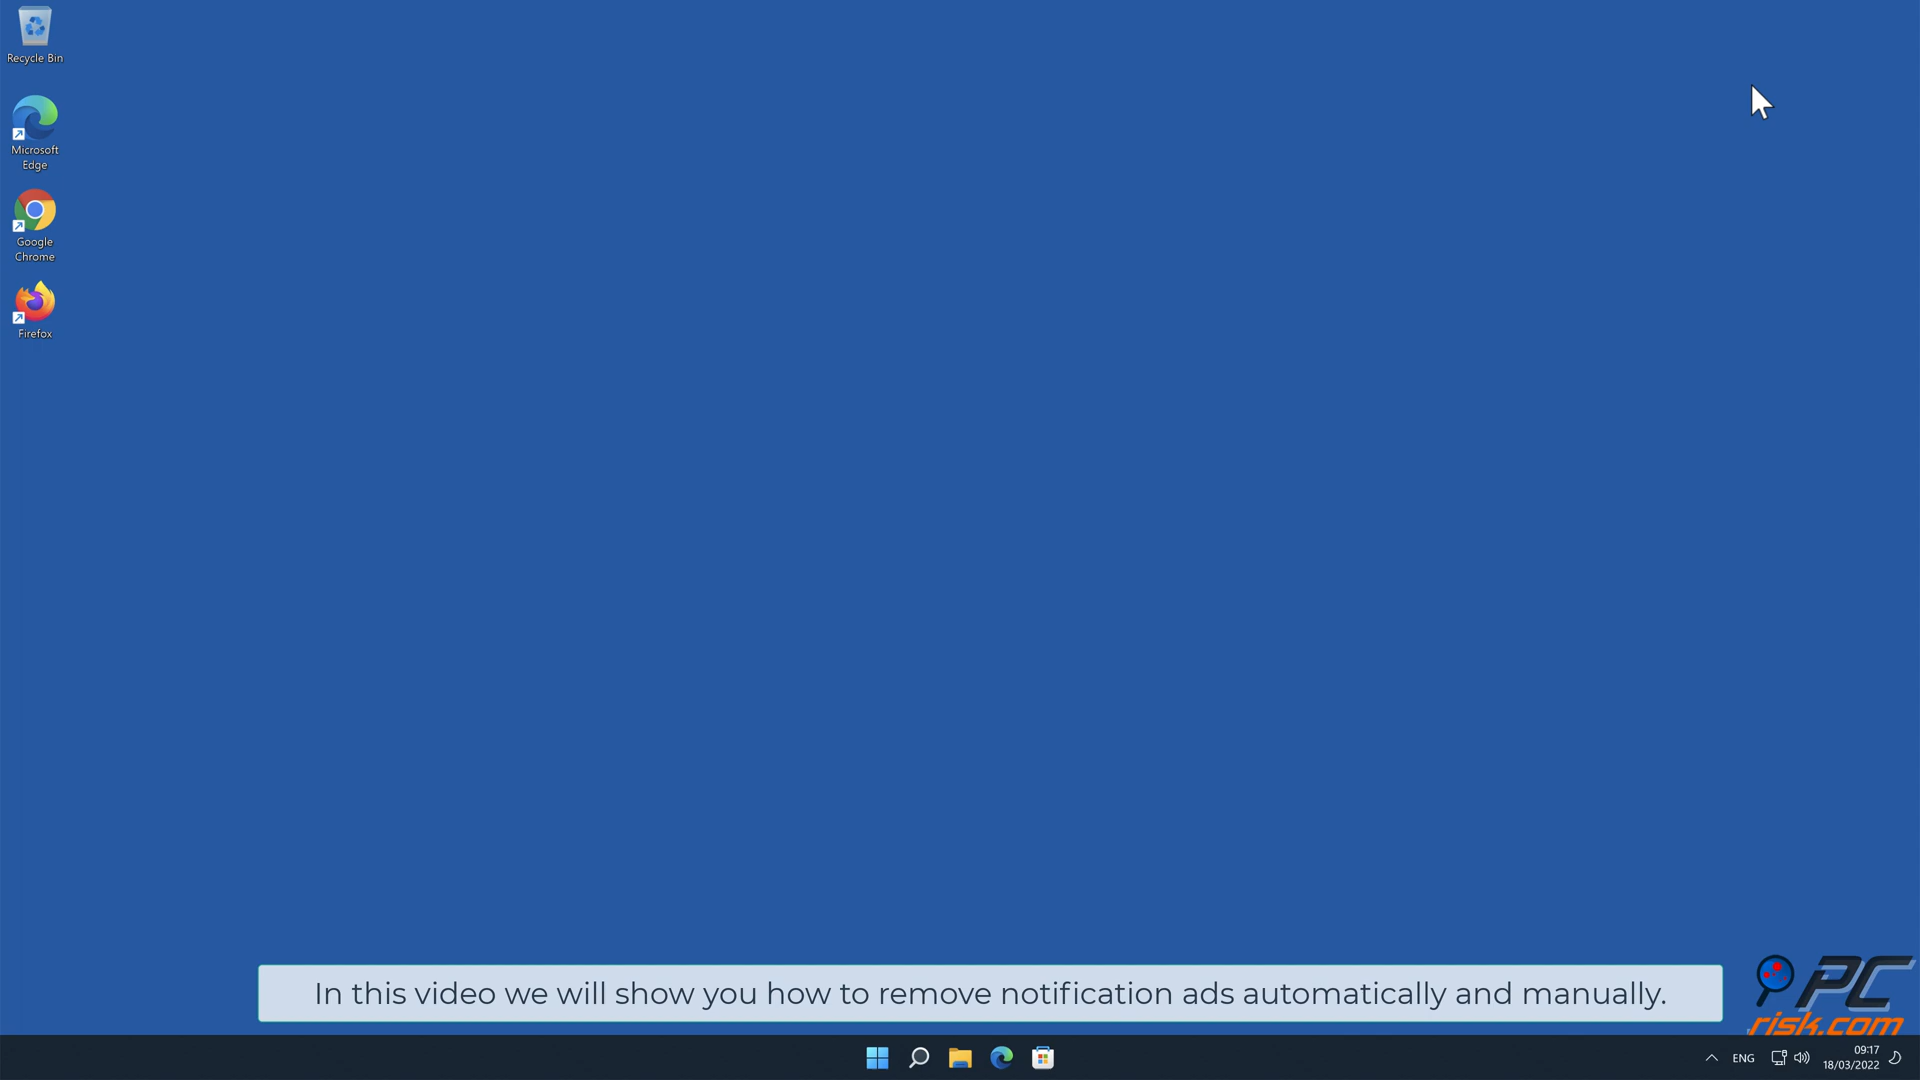 Recycle Bin
Microsoft
Edge
Google
Chrome
Firefox
In this video we will show you how to remove notification ads automatically and manually.
PC
risk.com
ENG
09:17
18/03/2022